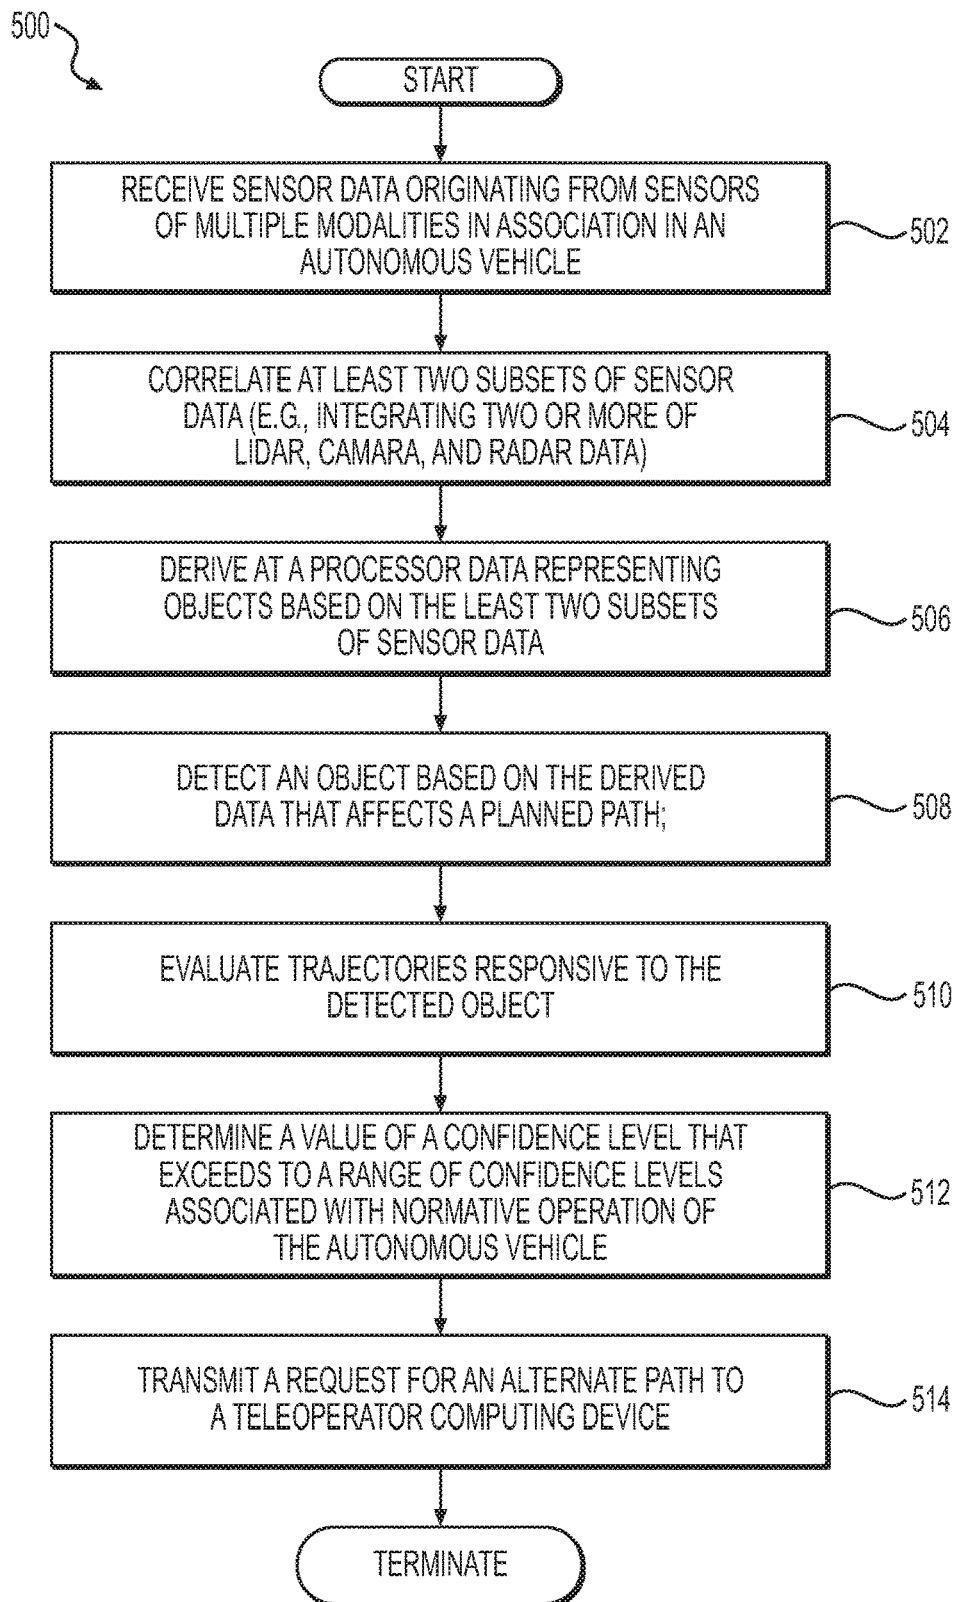 500
START
RECEIVE SENSOR DATA ORIGINATING FROM SENSORS
OF MULTIPLE MODALITIES IN ASSOCIATION IN AN
AUTONOMOUS VEHICLE
502
CORRELATE AT LEAST TWO SUBSETS OF SENSOR
DATA (E.G., INTEGRATING TWO OR MORE OF
LIDAR, CAMARA, AND RADAR DATA)
504
DERIVE AT A PROCESSOR DATA REPRESENTING
OBJECTS BASED ON THE LEAST TWO SUBSETS
OF SENSOR DATA
506
DETECT AN OBJECT BASED ON THE DERIVED
DATA THAT AFFECTS A PLANNED PATH;
508
EVALUATE TRAJECTORIES RESPONSIVE TO THE
DETECTED OBJECT
510
DETERMINE A VALUE OF A CONFIDENCE LEVEL THAT
EXCEEDS TO A RANGE OF CONFIDENCE LEVELS
ASSOCIATED WITH NORMATIVE OPERATION OF
THE AUTONOMOUS VEHICLE
512
TRANSMIT A REQUEST FOR AN ALTERNATE PATH TO
A TELEOPERATOR COMPUTING DEVICE
514
TERMINATE